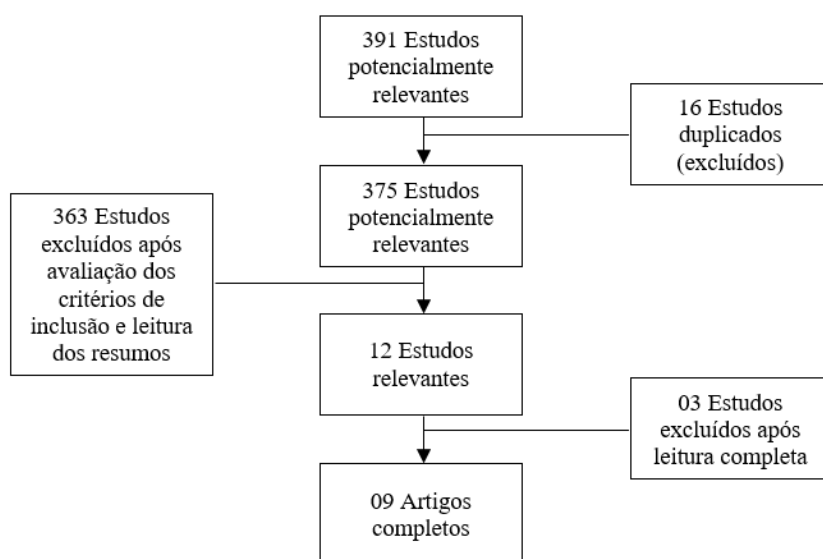 391 Estudos
potencialmente
relevantes
16 Estudos
duplicados
(excluídos)
375 Estudos
potencialmente
relevantes
363 Estudos
excluídos após
avaliação dos
critérios de
inclusão e leitura
dos resumos
12 Estudos
relevantes
03 Estudos
excluídos após
leitura completa
09 Artigos
completos